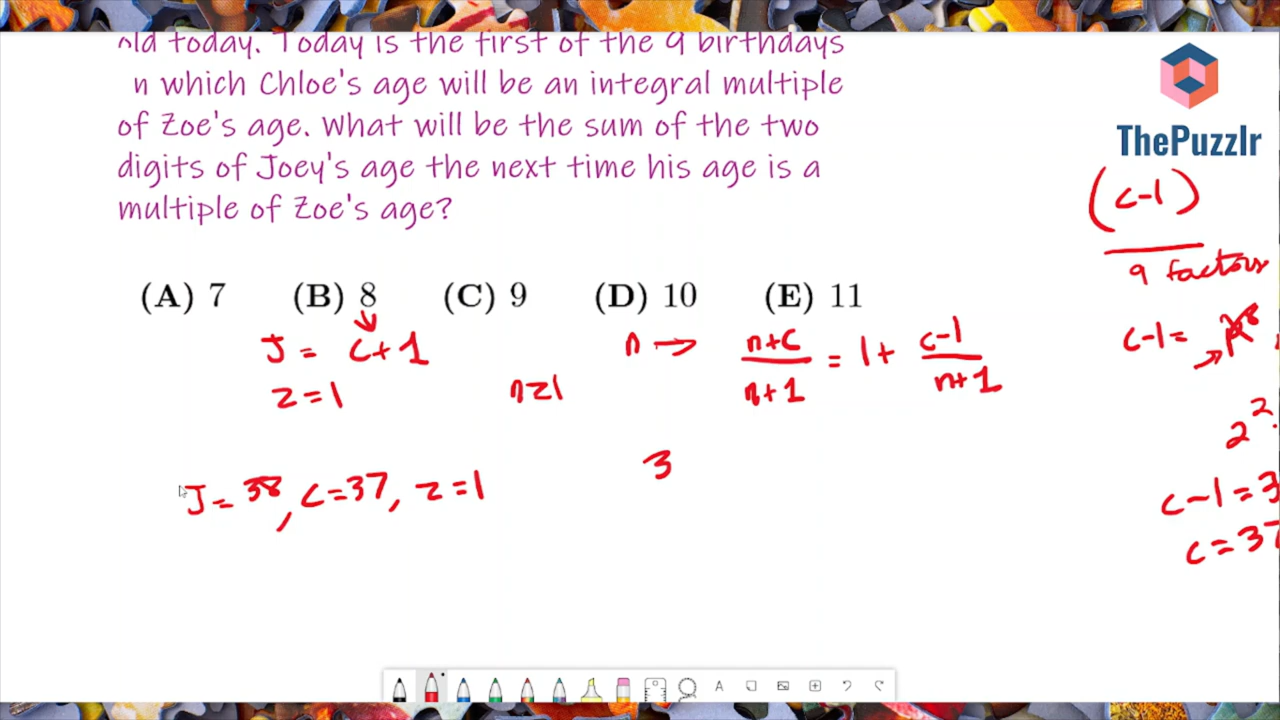 old today. Today is the first of the 9 birthdays
n which Chloe's age will be an integral multiple
of Zoe's age. What will be the sum of the two
digits of Joey's age the next time his age is a
multiple of Zoe's age?
ThePuzzlr
(A) 7 (B) 8 (C) 9 (D) 10 (E) 11
J = C+1
z=1
n≥1
n → n+C/n+1 = 1+ C-1/n+1
3
J=38, C=37, z=1
(C-1)
9 factors
C-1=
2^2.
C-1=3
C=37
A